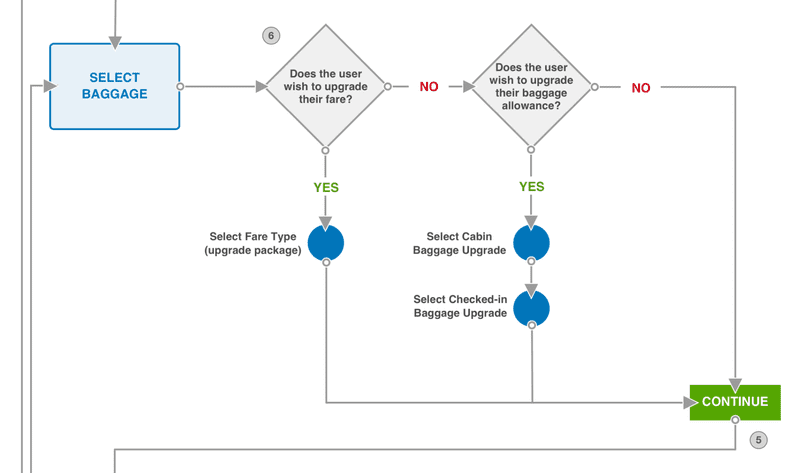 6
SELECT
BAGGAGE
Does the user
wish to upgrade
their fare?
NO
Does the user
wish to upgrade
their baggage
allowance?
NO
YES
YES
Select Fare Type
(upgrade package)
Select Cabin
Baggage Upgrade
Select Checked-in
Baggage Upgrade
CONTINUE
5